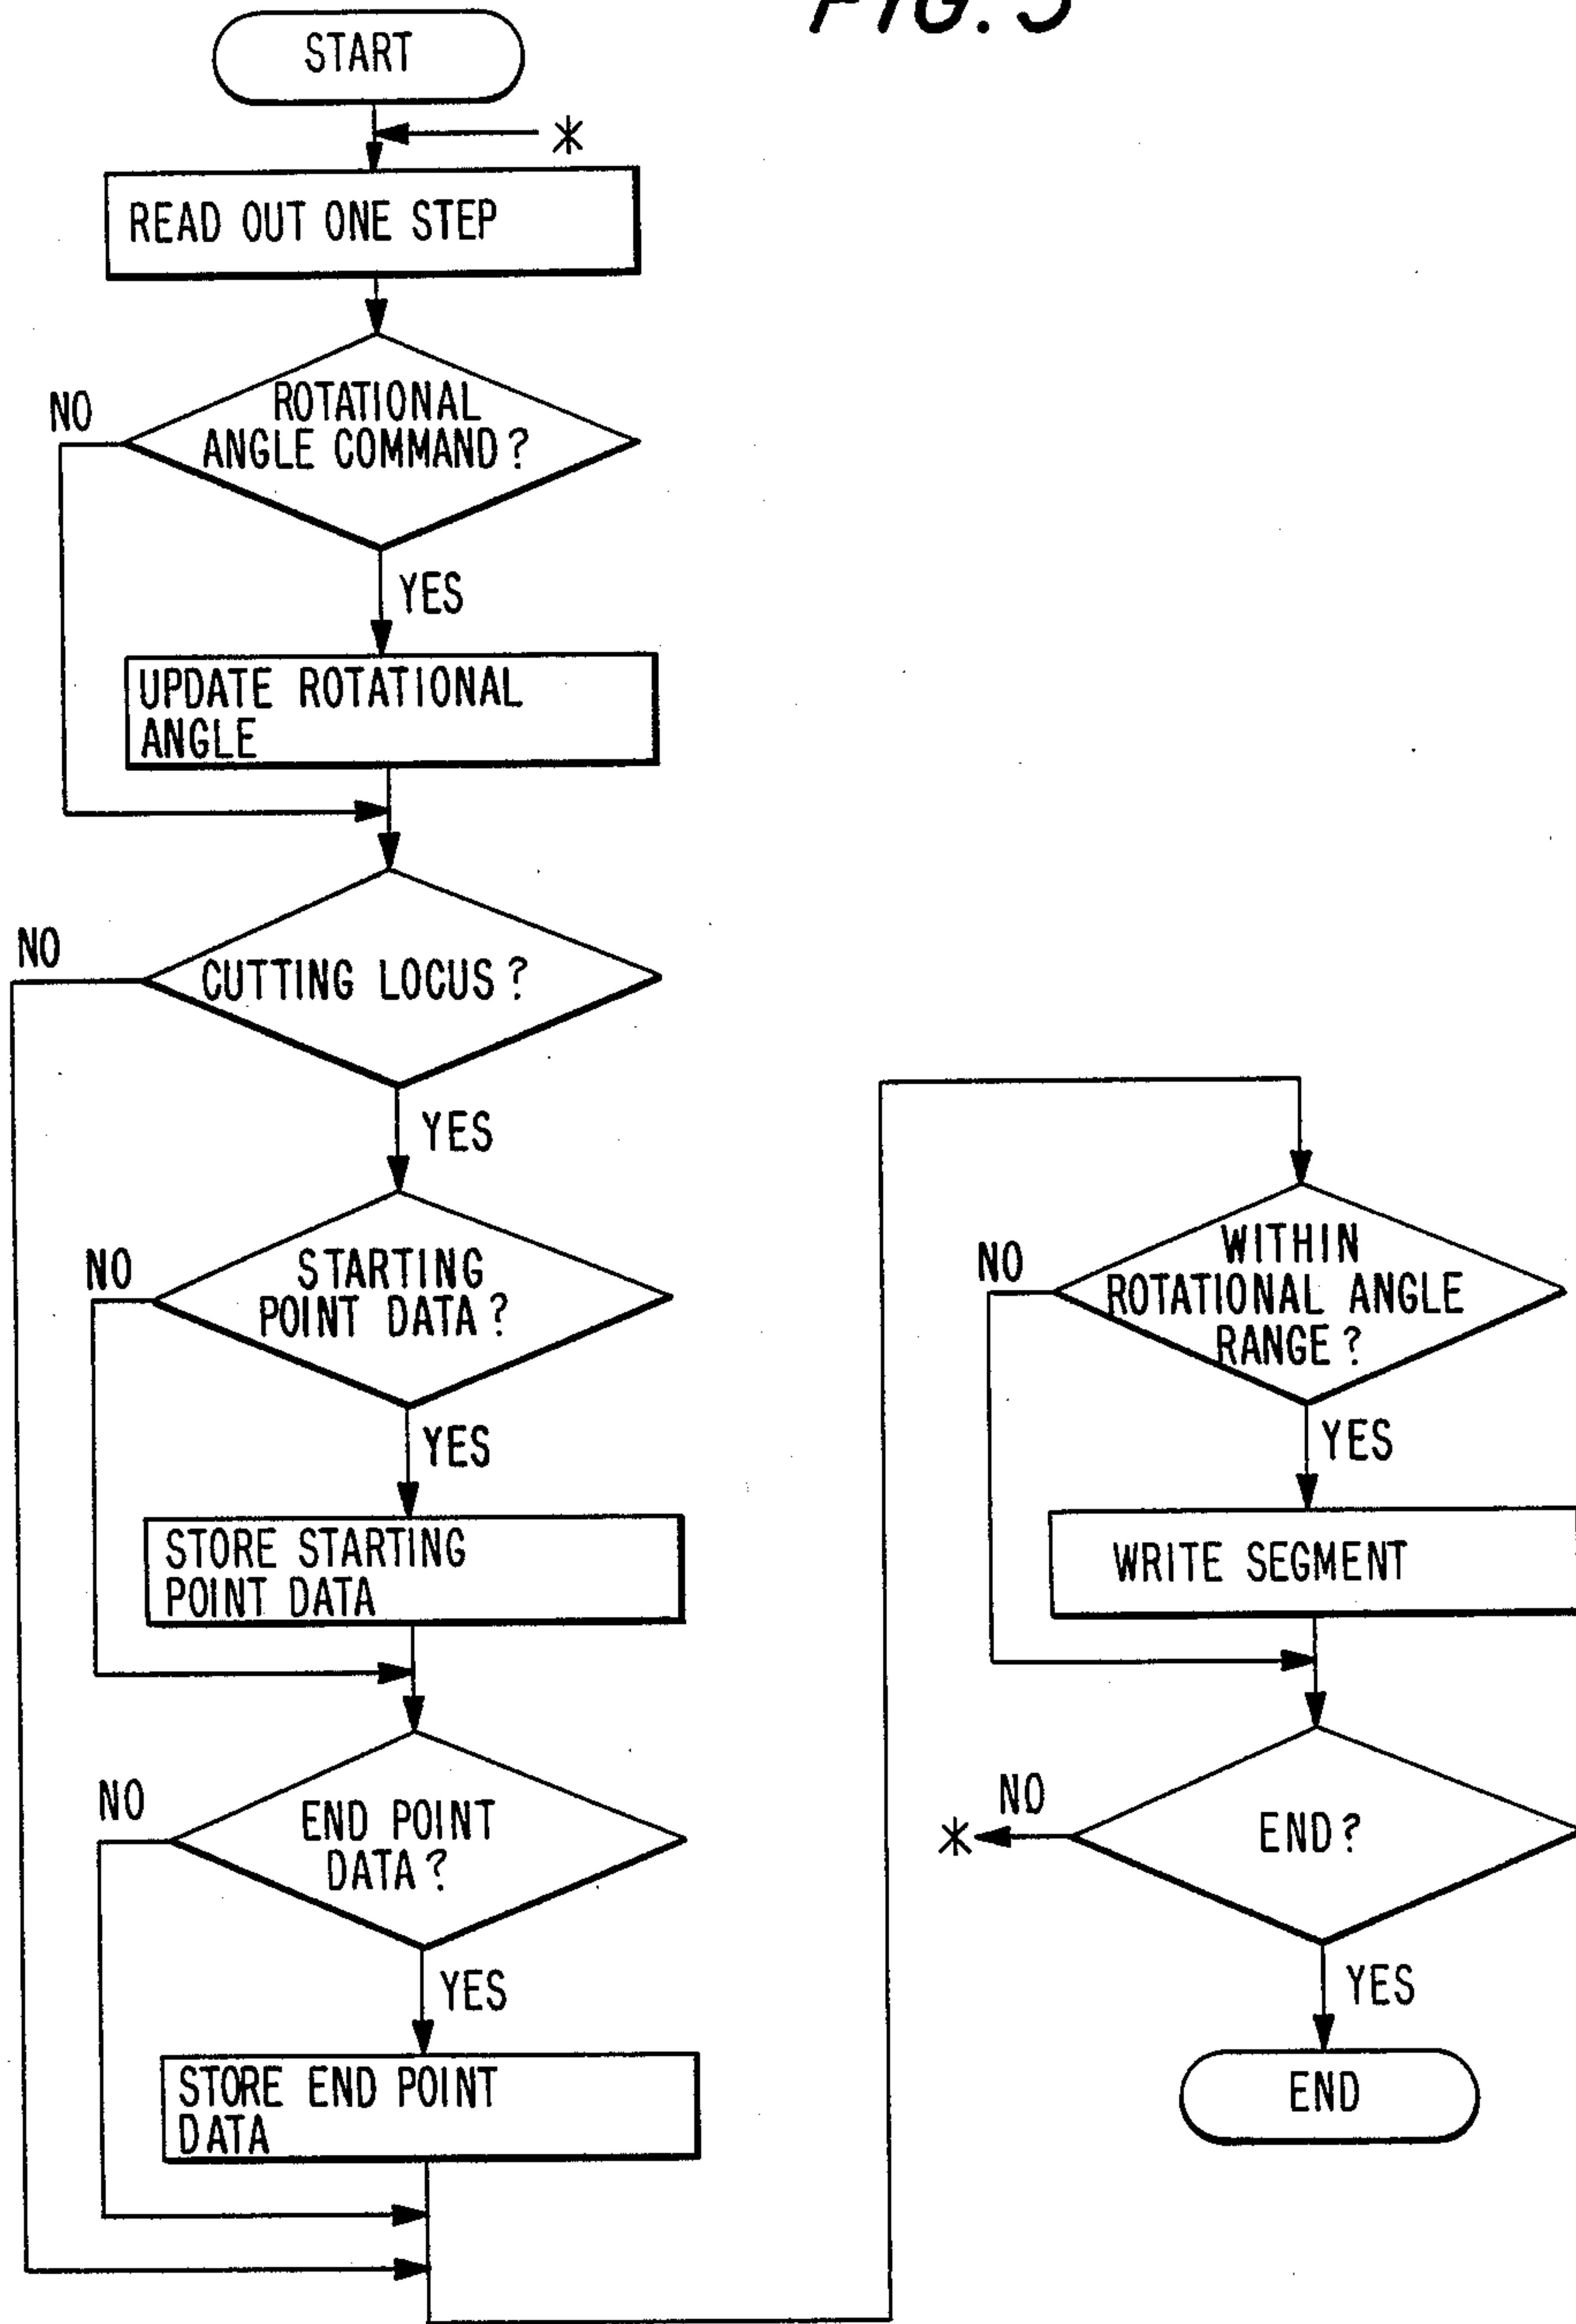 FIG. 5
START
*
READ OUT ONE STEP
NO
ROTATIONAL
ANGLE COMMAND?
YES
UPDATE ROTATIONAL
ANGLE
NO
CUTTING LOCUS?
YES
NO
STARTING
POINT DATA?
YES
STORE STARTING
POINT DATA
NO
END POINT
DATA?
YES
STORE END POINT
DATA
NO
WITHIN
ROTATIONAL ANGLE
RANGE?
YES
WRITE SEGMENT
* NO
END?
YES
END